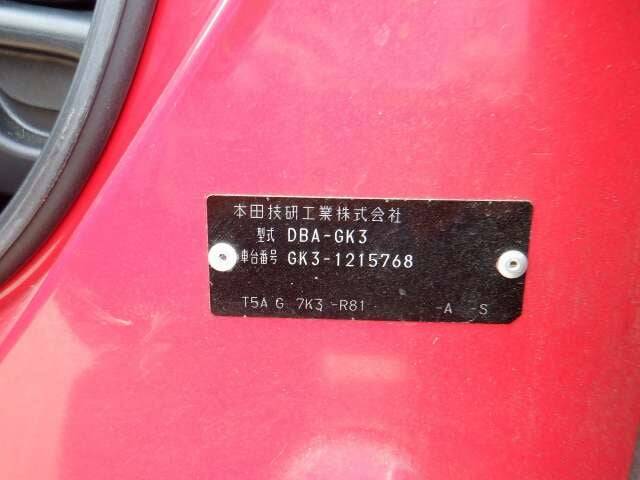 本田技研工業株式会社
型式 DBA-GK3
車台番号 GK3-1215768
T5A G 7K3 -R81 -A -S